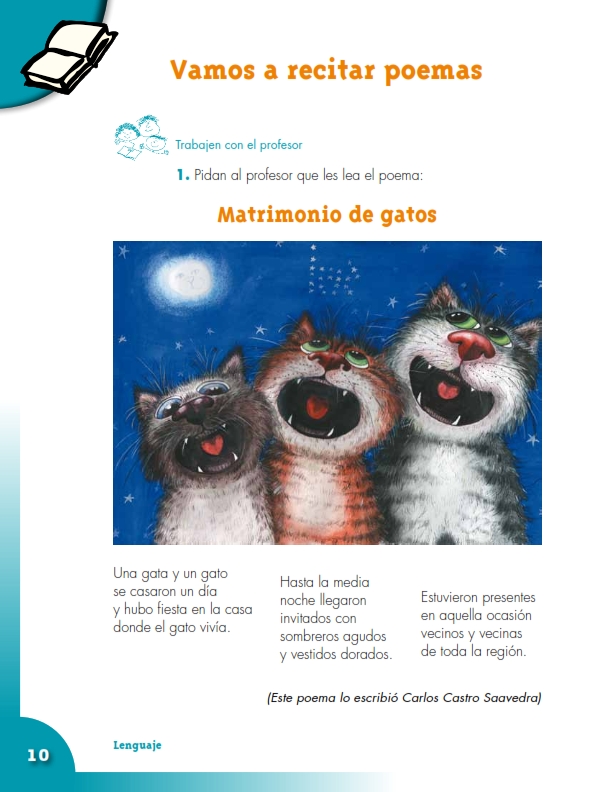 Vamos a recitar poemas
Trabajen con el profesor
1. Pidan al profesor que les lea el poema:
Matrimonio de gatos
Una gata y un gato
se casaron un día
y hubo fiesta en la casa
donde el gato vivía.
Hasta la media
noche llegaron
invitados con
sombreros agudos
y vestidos dorados.
Estuvieron presentes
en aquella ocasión
vecinos y vecinas
de toda la región.
(Este poema lo escribió Carlos Castro Saavedra)
Lenguaje
10